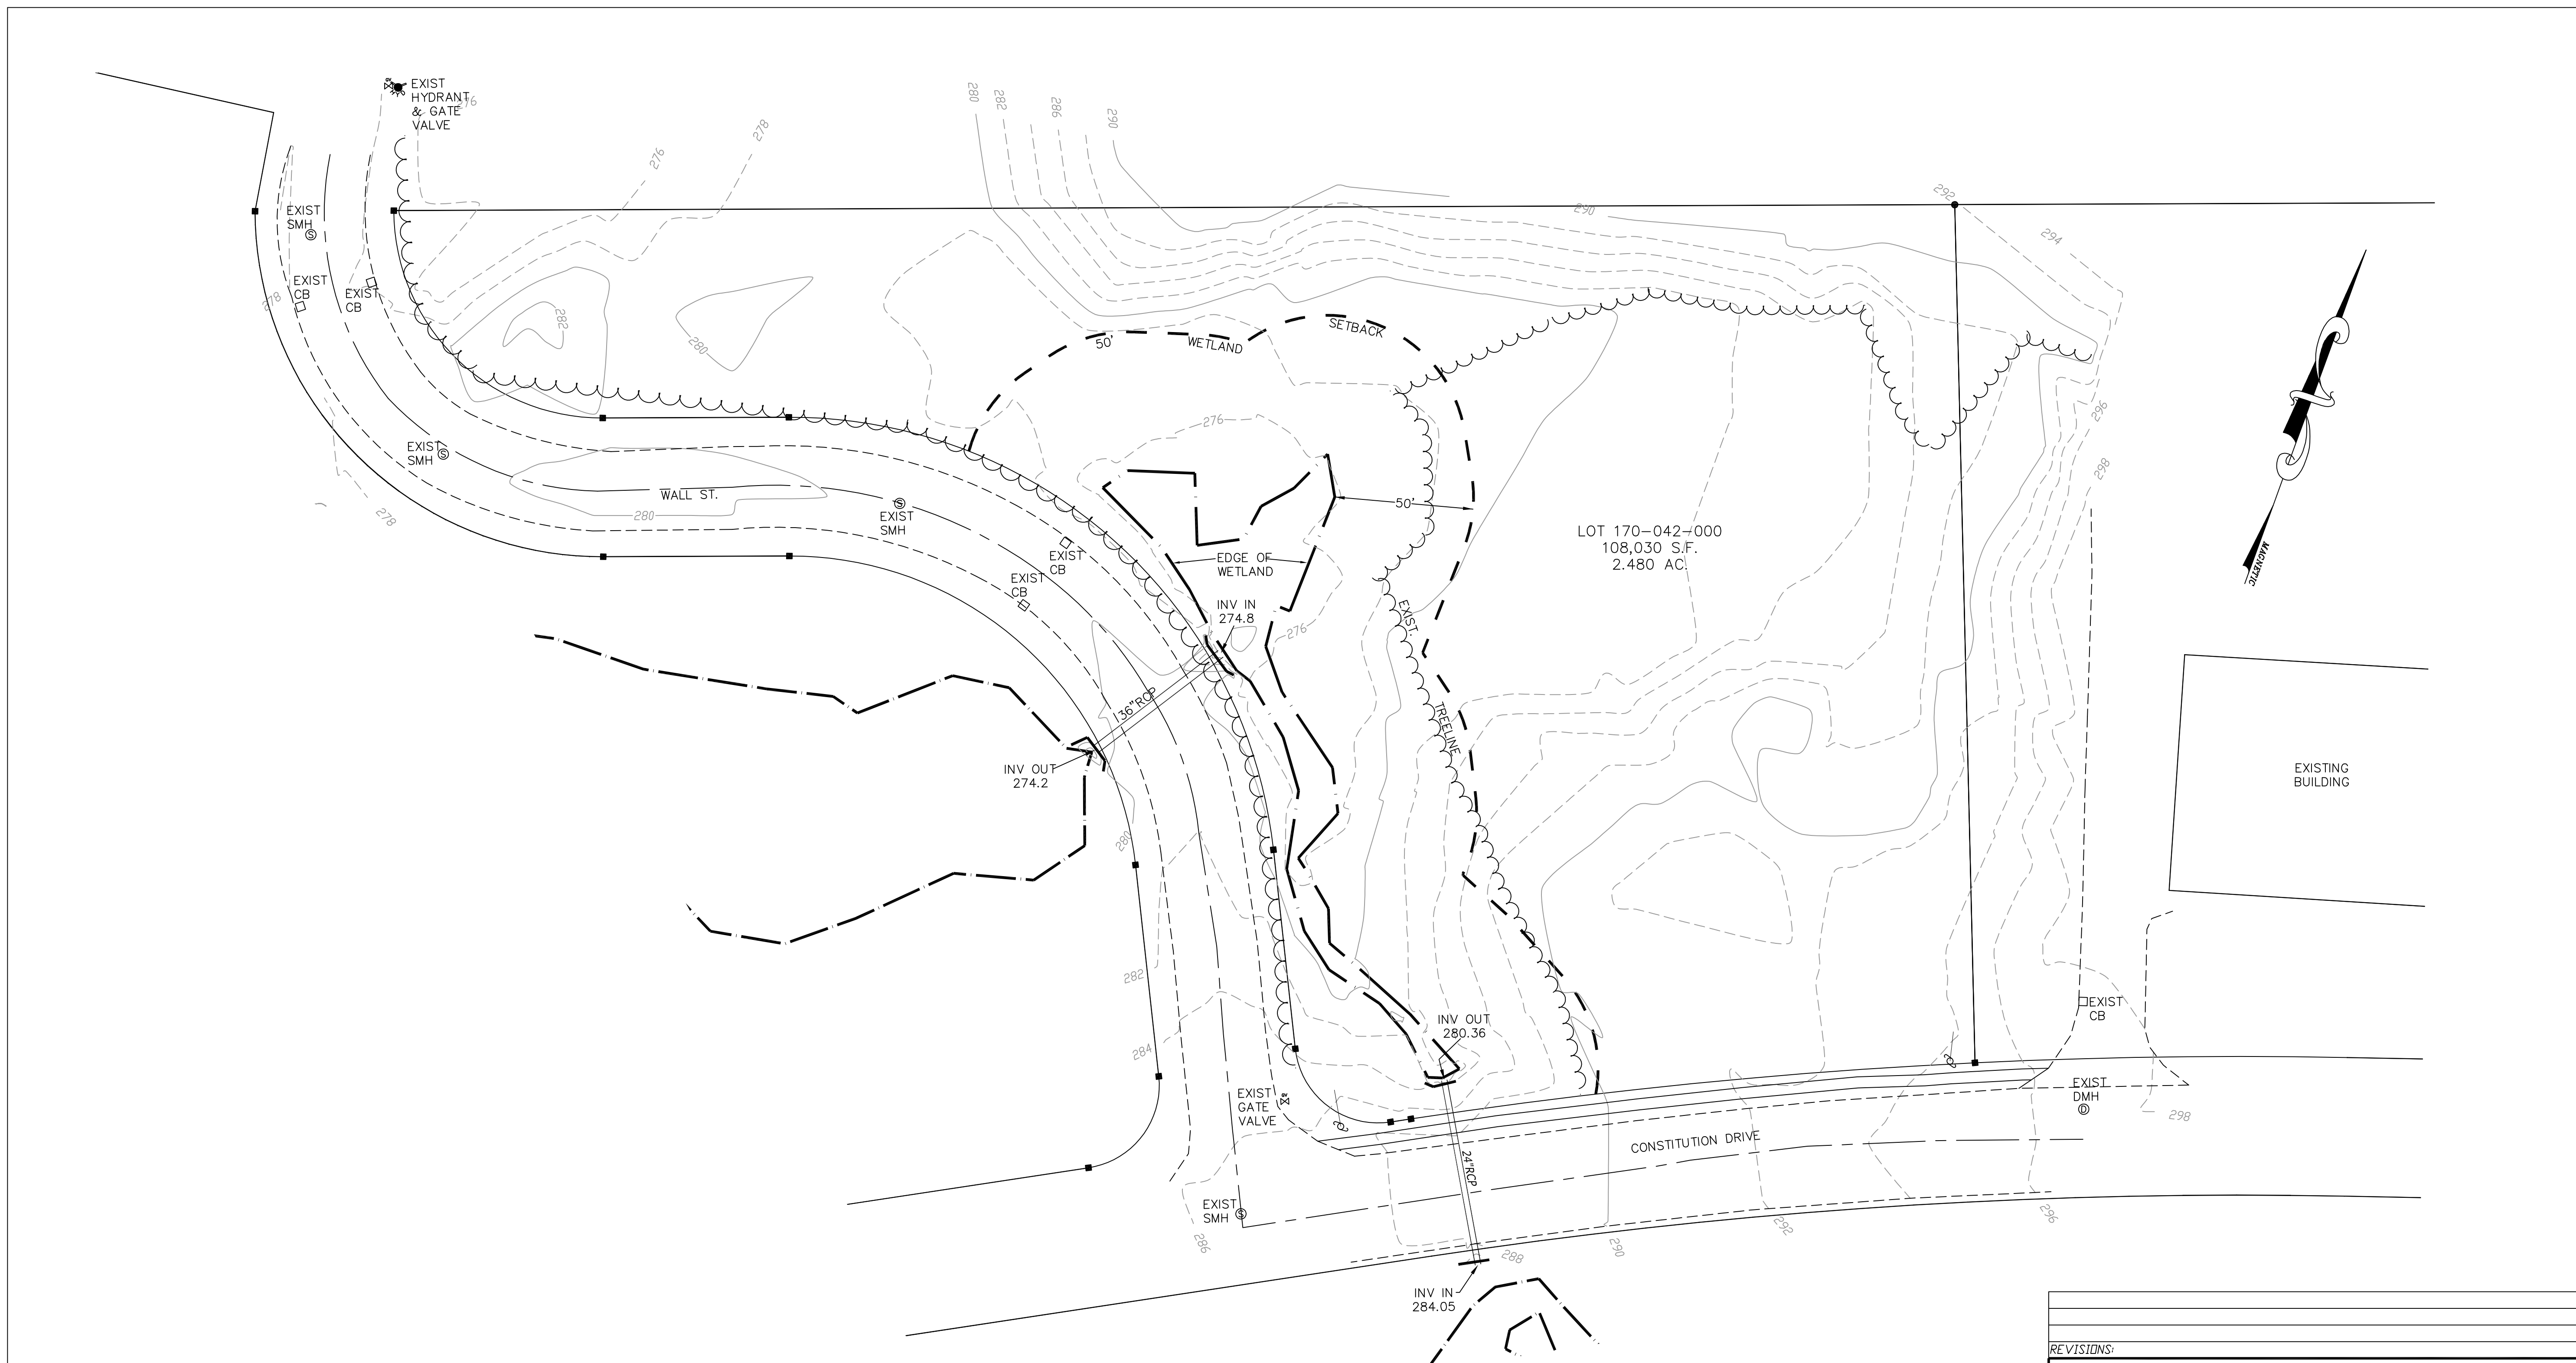 EXIST
HYDRANT
& GATE
VALVE
276
276
278
280
282
286
290
290
292
294
EXIST
SMH
S
EXIST
CB
EXIST
CB
278
282
280
50' WETLAND SETBACK
276
296
298
MAGNETIC
EXIST
SMH
S
WALL ST.
280
278
S
EXIST
SMH
50'
EXIST
CB
EXIST
CB
EDGE OF
WETLAND
LOT 170-042-000
108,030 S.F.
2.480 AC.
INV IN
274.8
276
EXIST.
TREELINE
36"RCP
INV OUT
274.2
EXISTING
BUILDING
280
282
284
INV OUT
280.36
EXIST
CB
EXIST
GATE
VALVE
EXIST
DMH
D
298
CONSTITUTION DRIVE
24"RCP
EXIST
SMH
S
286
288
290
292
296
INV IN
284.05
REVISIONS: